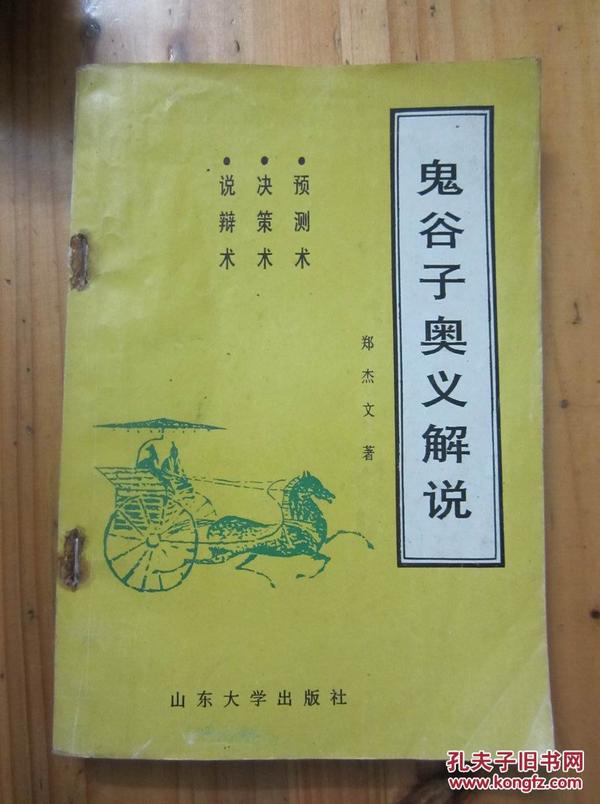 鬼谷子奥义解说
·预测术
·决策术
·说辩术
郑杰文著
山东大学出版社
孔夫子旧书网
KONGFZ.COM